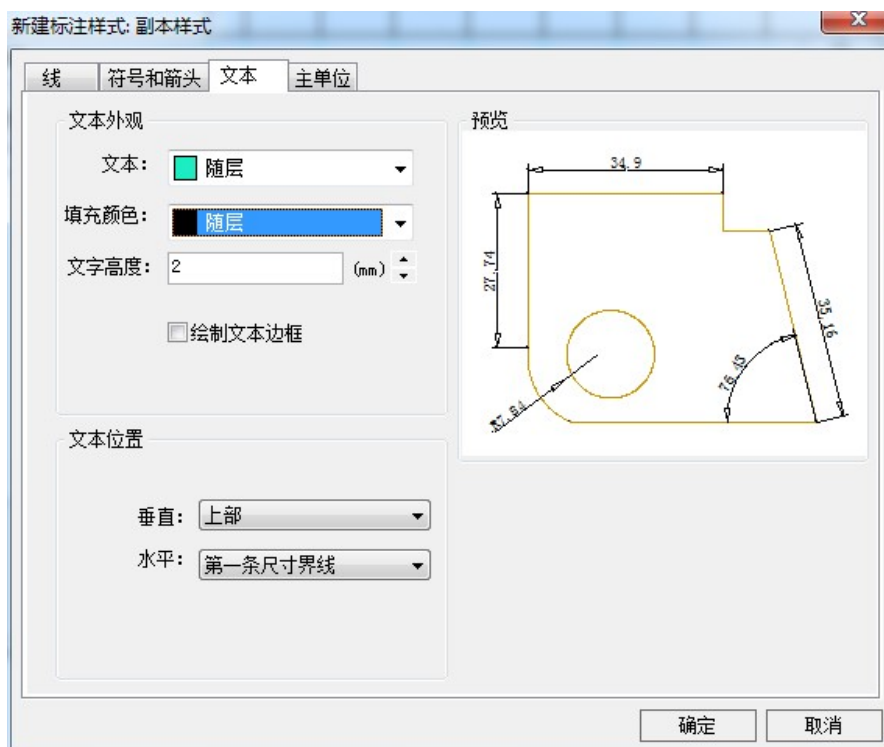 新建标注样式: 副本样式
线 符号和箭头 文本 主单位
文本外观
文本: 随层
填充颜色: 随层
文字高度: 2 (mm)
绘制文本边框
文本位置
垂直: 上部
水平: 第一条尺寸界线
预览
34.9
27.74
35.16
76.43
R7.84
确定 取消